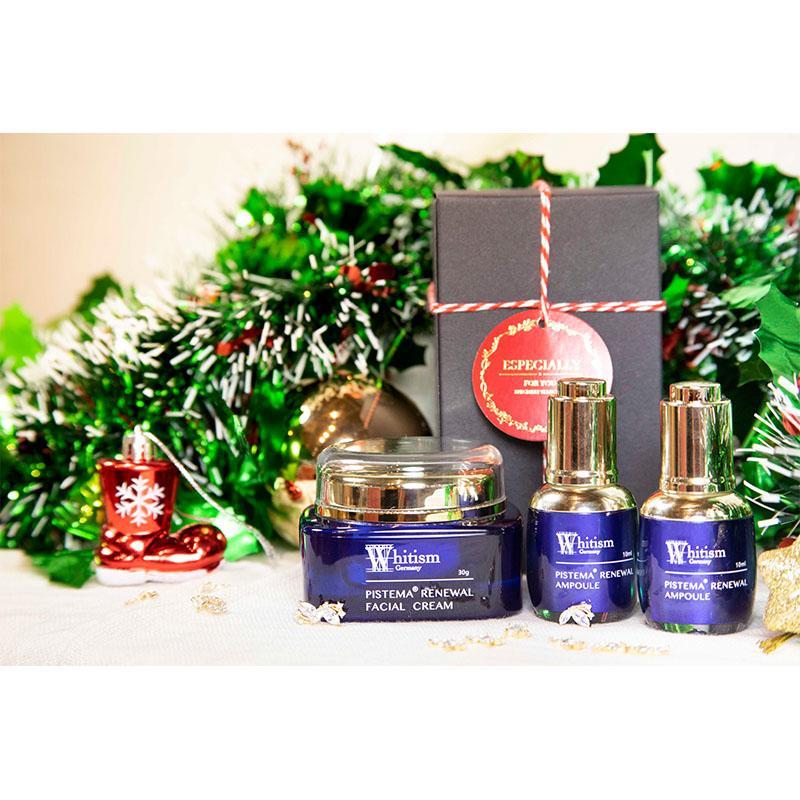 ESPECIALLY
FOR YOU
Whitism
Germany
30g
PISTEMA® RENEWAL
FACIAL CREAM
Whitism
Germany
10ml
PISTEMA® RENEWAL
AMPOULE
Whitism
Germany
10ml
PISTEMA® RENEWAL
AMPOULE